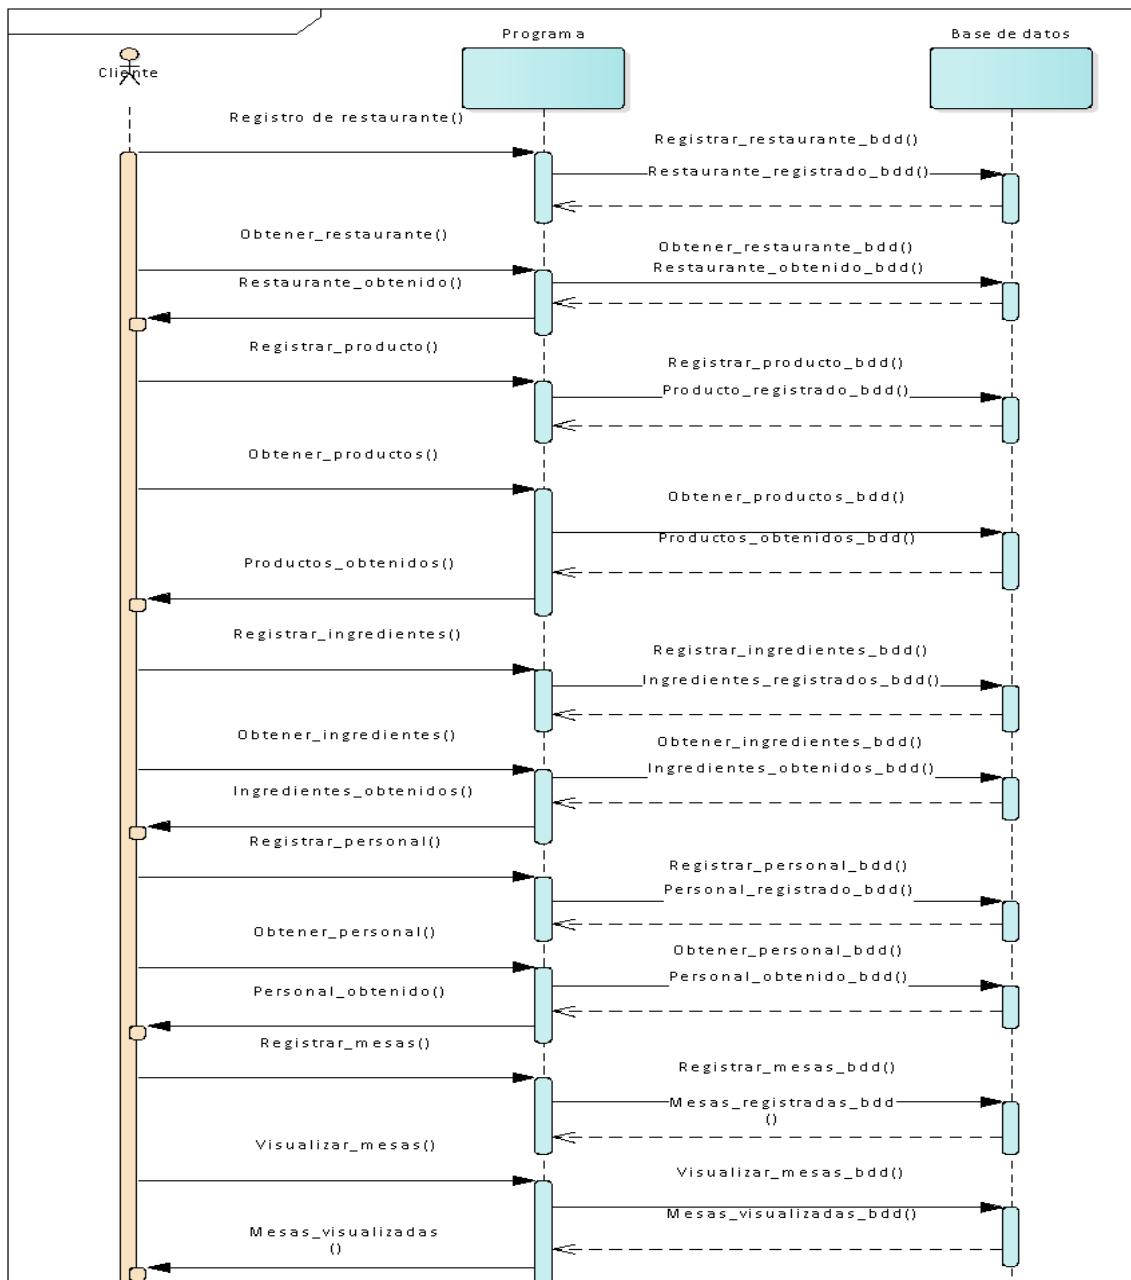 Programa
Base de datos
Cliente
Registro de restaurante()
Registrar_restaurante_bdd()
Restaurante_registrado_bdd()
Obtener_restaurante()
Obtener_restaurante_bdd()
Restaurante_obtenido_bdd()
Restaurante_obtenido()
Registrar_producto()
Registrar_producto_bdd()
Producto_registrado_bdd()
Obtener_productos()
Obtener_productos_bdd()
Productos_obtenidos_bdd()
Productos_obtenidos()
Registrar_ingredientes()
Registrar_ingredientes_bdd()
Ingredientes_registrados_bdd()
Obtener_ingredientes()
Obtener_ingredientes_bdd()
Ingredientes_obtenidos_bdd()
Ingredientes_obtenidos()
Registrar_personal()
Registrar_personal_bdd()
Personal_registrado_bdd()
Obtener_personal()
Obtener_personal_bdd()
Personal_obtenido_bdd()
Personal_obtenido()
Registrar_mesas()
Registrar_mesas_bdd()
Mesas_registradas_bdd
()
Visualizar_mesas()
Visualizar_mesas_bdd()
Mesas_visualizadas_bdd()
Mesas_visualizadas
()